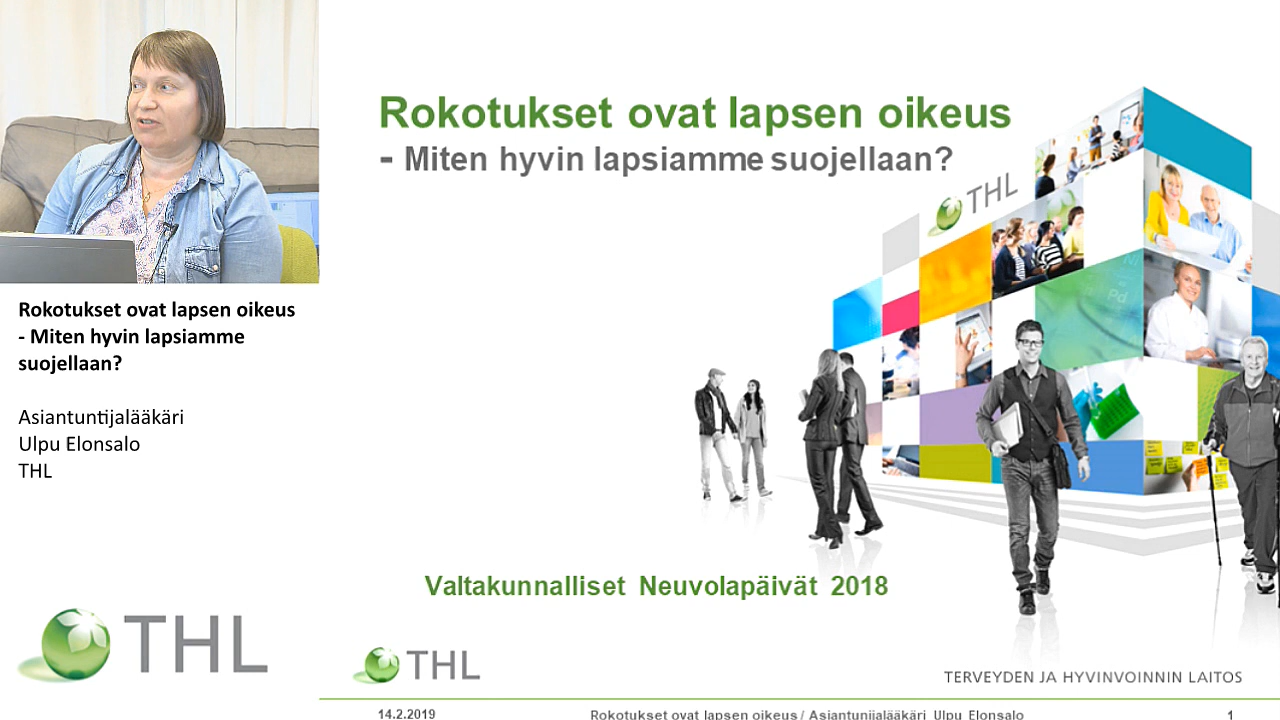 Rokotukset ovat lapsen oikeus
- Miten hyvin lapsiamme
suojellaan?
Asiantuntijalääkäri
Ulpu Elonsalo
THL
THL
Rokotukset ovat lapsen oikeus
- Miten hyvin lapsiamme suojellaan?
THL
Valtakunnalliset Neuvolapäivät 2018
THL
TERVEYDEN JA HYVINVOINNIN LAITOS
14.2.2019
Rokotukset ovat lapsen oikeus / Asiantunijalääkäri Ulpu Elonsalo
1